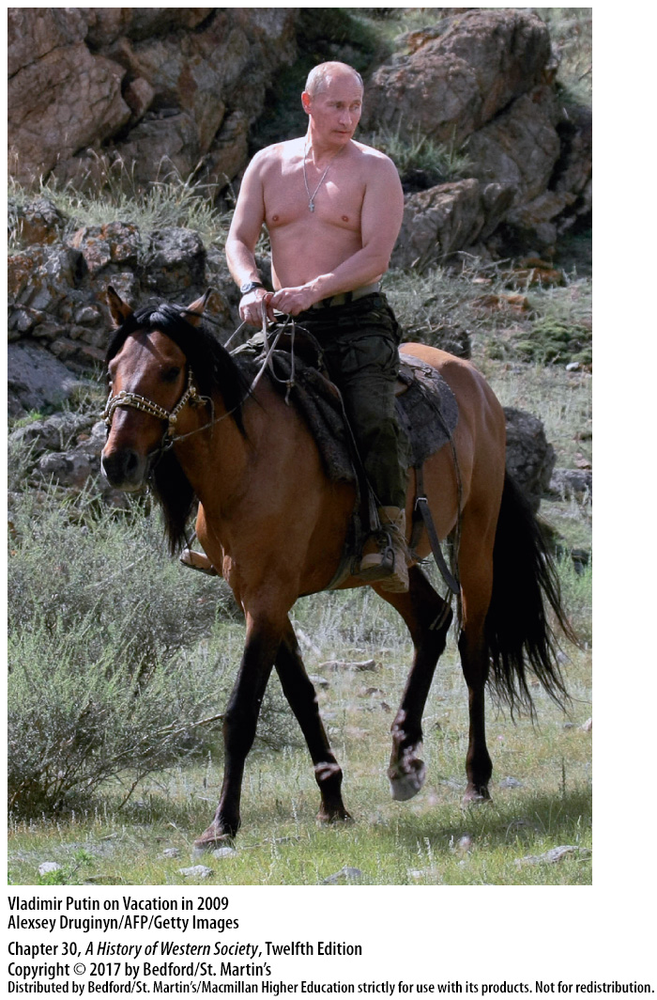 Vladimir Putin on Vacation in 2009
Alexsey Druginyn/AFP/Getty Images
Chapter 30, A History of Western Society, Twelfth Edition
Copyright © 2017 by Bedford/St. Martin's
Distributed by Bedford/St. Martin's/Macmillan Higher Education strictly for use with its products. Not for redistribution.